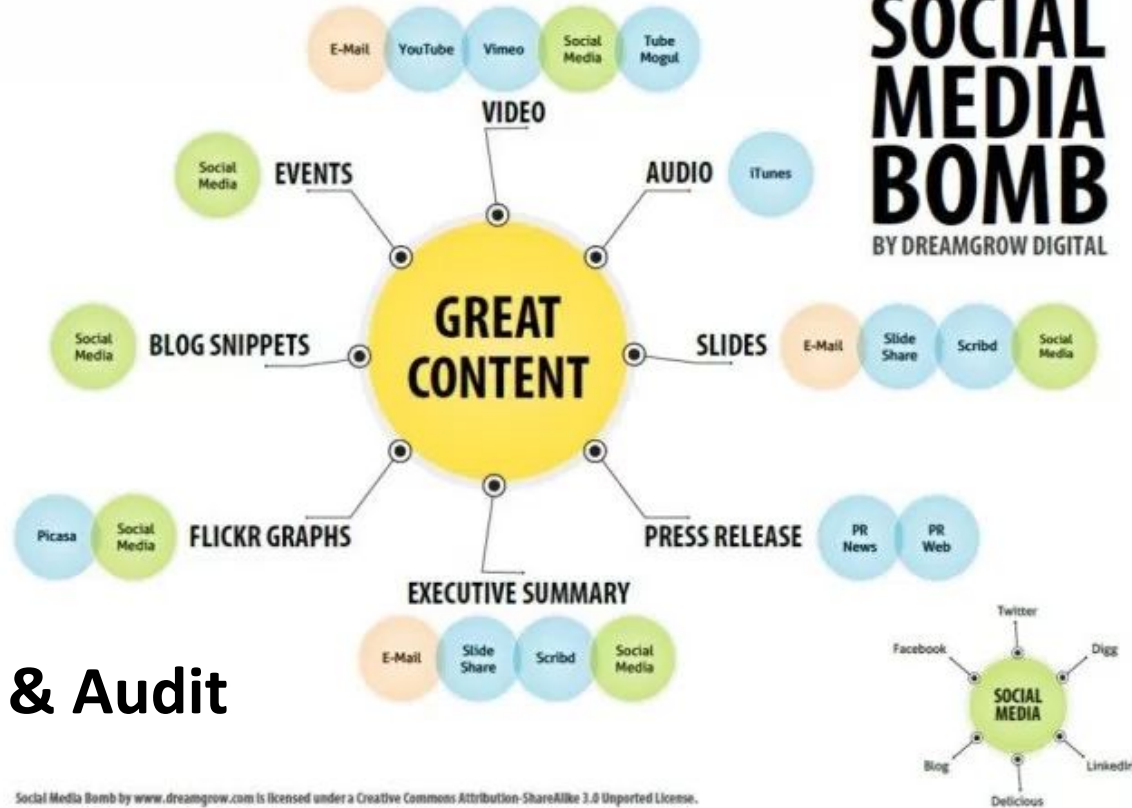 SOCIAL
MEDIA
BOMB
BY DREAMGROW DIGITAL
E-Mail
YouTube
Vimeo
Social
Media
Tube
Mogul
VIDEO
Social
Media
EVENTS
AUDIO
iTunes
Social
Media
BLOG SNIPPETS
GREAT
CONTENT
SLIDES
E-Mail
Slide
Share
Scribd
Social
Media
Picasa
Social
Media
FLICKR GRAPHS
PRESS RELEASE
PR
News
PR
Web
EXECUTIVE SUMMARY
E-Mail
Slide
Share
Scribd
Social
Media
& Audit
Twitter
Facebook
Digg
SOCIAL
MEDIA
Blog
LinkedIn
Delicious
Social Media Bomb by www.dreamgrow.com is licensed under a Creative Commons Attribution-ShareAlike 3.0 Unported License.